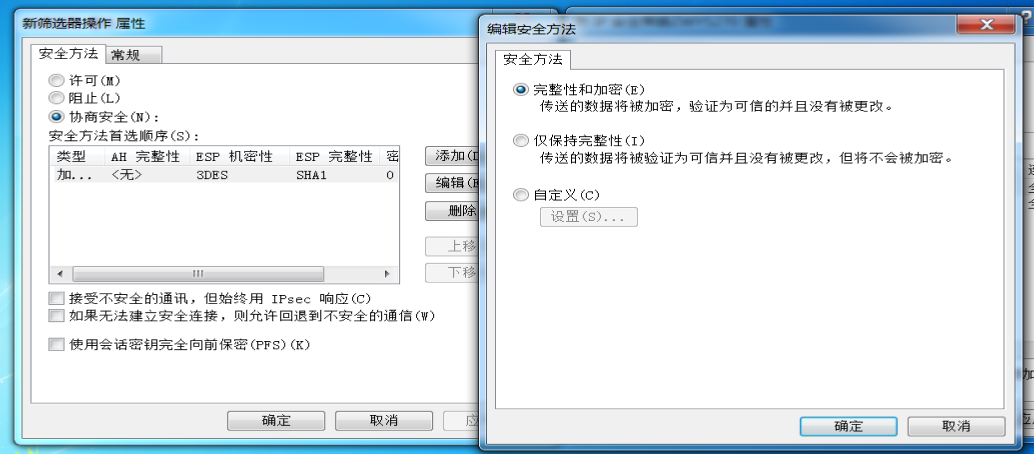 新筛选器操作 属性
安全方法 常规
许可(M)
阻止(L)
协商安全(N):
安全方法首选顺序(S):
类型 AH 完整性 ESP 机密性 ESP 完整性 密
加... <无> 3DES SHA1 0
添加(D
编辑(E
删除
上移
下移
接受不安全的通讯，但始终用 IPsec 响应(C)
如果无法建立安全连接，则允许回退到不安全的通信(W)
使用会话密钥完全向前保密(PFS)(K)
确定 取消 应
编辑安全方法
安全方法
完整性和加密(E)
传送的数据将被加密，验证为可信的并且没有被更改。
仅保持完整性(I)
传送的数据将被验证为可信并且没有被更改，但将不会被加密。
自定义(C)
设置(S)...
确定 取消